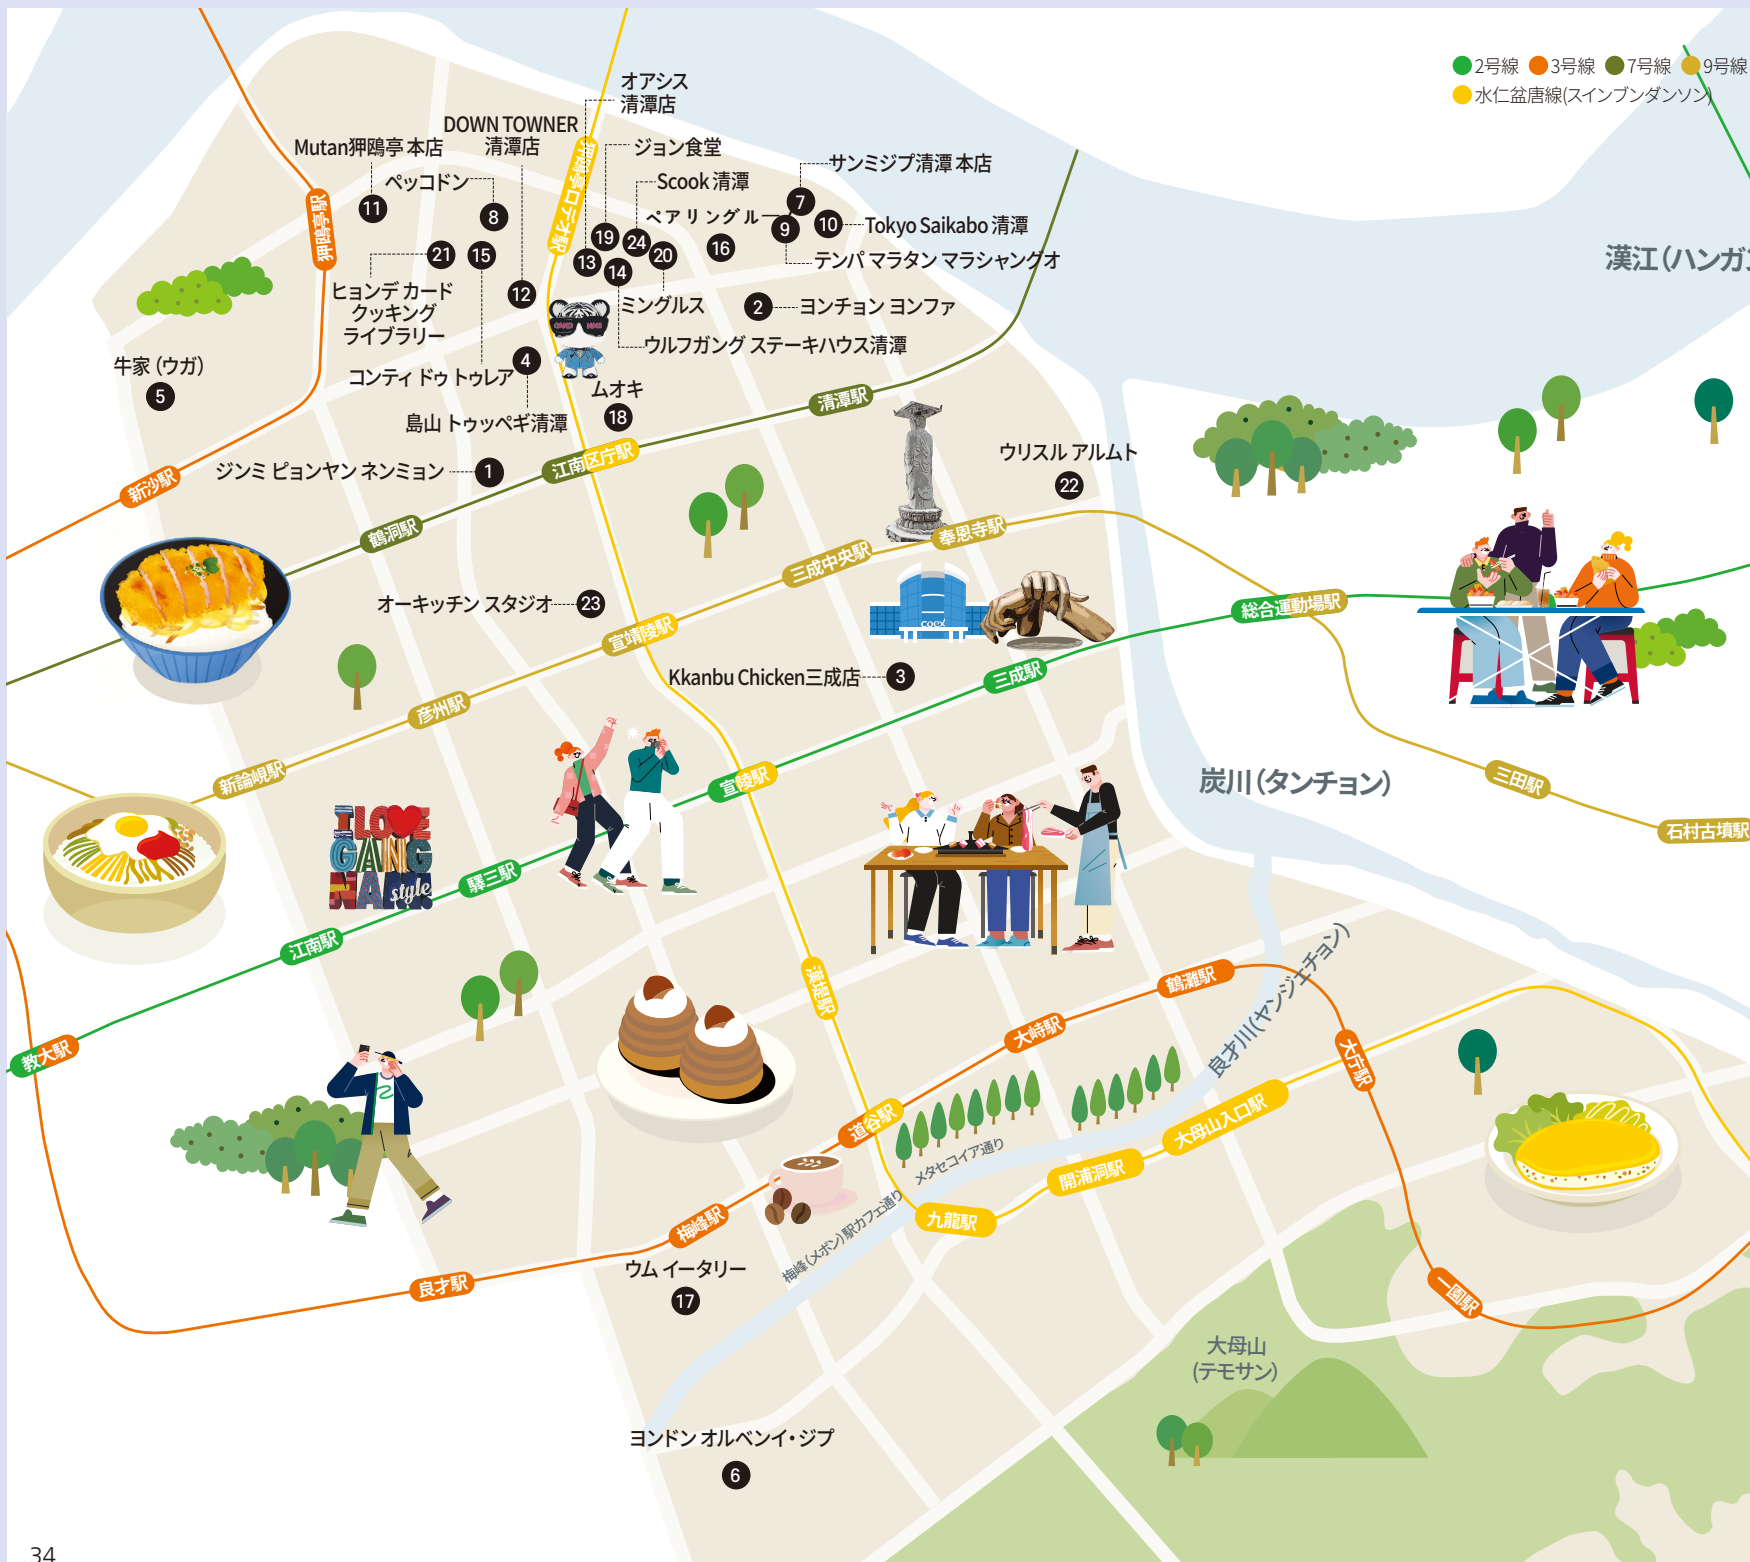 2号線 3号線 7号線 9号線
水仁盆唐線(スインブンダンソン)
オアシス
清潭店
DOWN TOWNER
清潭店
Mutan狎鴎亭 本店
ペッコドン
11
8
ジョン食堂
Scook 清潭
ペアリングル
サンミジプ清潭 本店
7
9
10
Tokyo Saikabo 清潭
テンパ マラタン マラシャングオ
狎鴎亭駅
狎鴎亭ロデオ駅
19
24
16
21
15
13
14
20
12
ヒョンデ カード
クッキング
ライブラリー
ミングルス
2
ヨンチョン ヨンファ
ウルフガング ステーキハウス清潭
漢江(ハンガン
牛家 (ウガ)
5
コンティ ドゥ トゥレア
4
ムオキ
18
島山 トゥッペギ清潭
清潭駅
ジンミ ピョンヤン ネンミョン
1
江南区庁駅
新沙駅
鶴洞駅
ウリスル アルムト
22
奉恩寺駅
三成中央駅
オーキッチン スタジオ
23
宣靖陵駅
coex
総合運動場駅
Kkanbu Chicken三成店
3
三成駅
彦州駅
新論峴駅
宣陵駅
炭川(タンチョン)
三田駅
石村古墳駅
I LOVE
GANG
NAM
style
驛三駅
江南駅
漢堤駅
教大駅
鶴灘駅
大峙駅
大庁駅
良才川(ヤンジェチョン)
道谷駅
メタセコイア通り
大母山入口駅
開浦洞駅
九龍駅
梅峰(メボン)駅カフェ通り
梅峰駅
良才駅
ウム イータリー
17
一園駅
大母山
(テモサン)
ヨンドン オルベンイ・ジプ
6
34